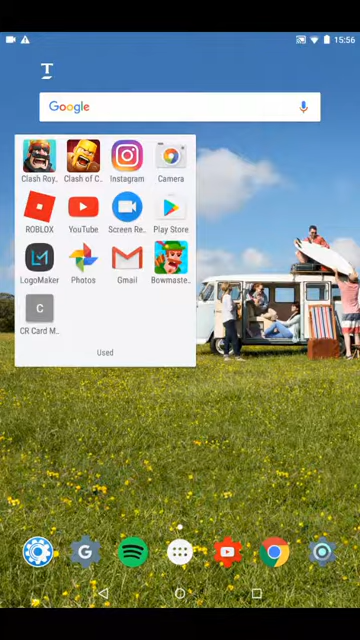 15:56
T
Google
Clash Roy..
Clash of C..
Instagram
Camera
ROBLOX
YouTube
Screen Re..
Play Store
LogoMaker
Photos
Gmail
Bowmaste..
C
CR Card M..
Used
G